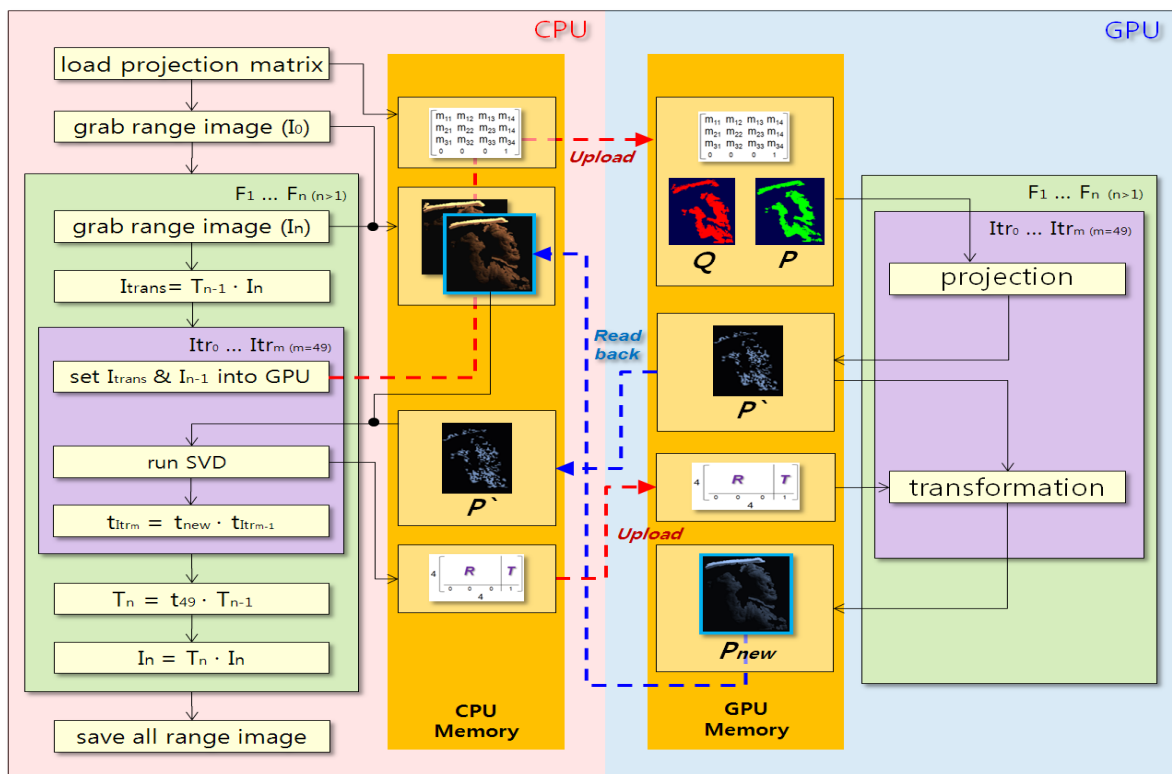 CPU
GPU
load projection matrix
grab range image (I0)
F1 ... Fn (n>1)
grab range image (In)
Itrans= Tn-1 · In
Itr0 ... Itrm (m=49)
set Itrans & In-1 into GPU
run SVD
tItrm = tnew · tItrm-1
Tn = t49 · Tn-1
In = Tn · In
save all range image
m11 m12 m13 m14
m21 m22 m23 m14
m31 m32 m33 m34
0 0 0 1
P`
4 R T
0 0 0 1
4
CPU
Memory
Upload
Read
back
Upload
m11 m12 m13 m14
m21 m22 m23 m14
m31 m32 m33 m34
0 0 0 1
Q P
P`
4 R T
0 0 0 1
4
Pnew
GPU
Memory
F1 ... Fn (n>1)
Itr0 ... Itrm (m=49)
projection
transformation